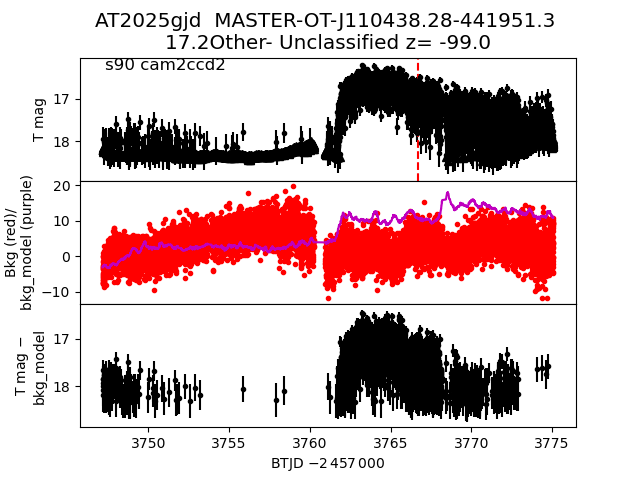 AT2025gjd  MASTER-OT-J110438.28-441951.3
17.2Other- Unclassified z= -99.0
s90 cam2ccd2
T mag
17
18
Bkg (red)/
bkg_model (purple)
20
10
0
−10
T mag −
bkg_model
17
18
3750
3755
3760
3765
3770
3775
BTJD −2 457 000